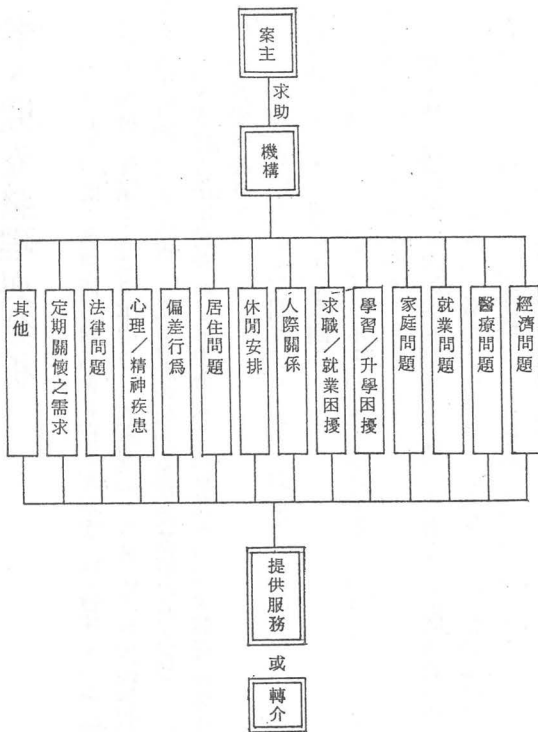 案主
求助
機構
經濟問題
醫療問題
就業問題
家庭問題
學習／升學困擾
求職／就業困擾
人際關係
休閒安排
居住問題
偏差行為
心理／精神疾患
法律問題
定期關懷之需求
其他
提供服務
或
轉介